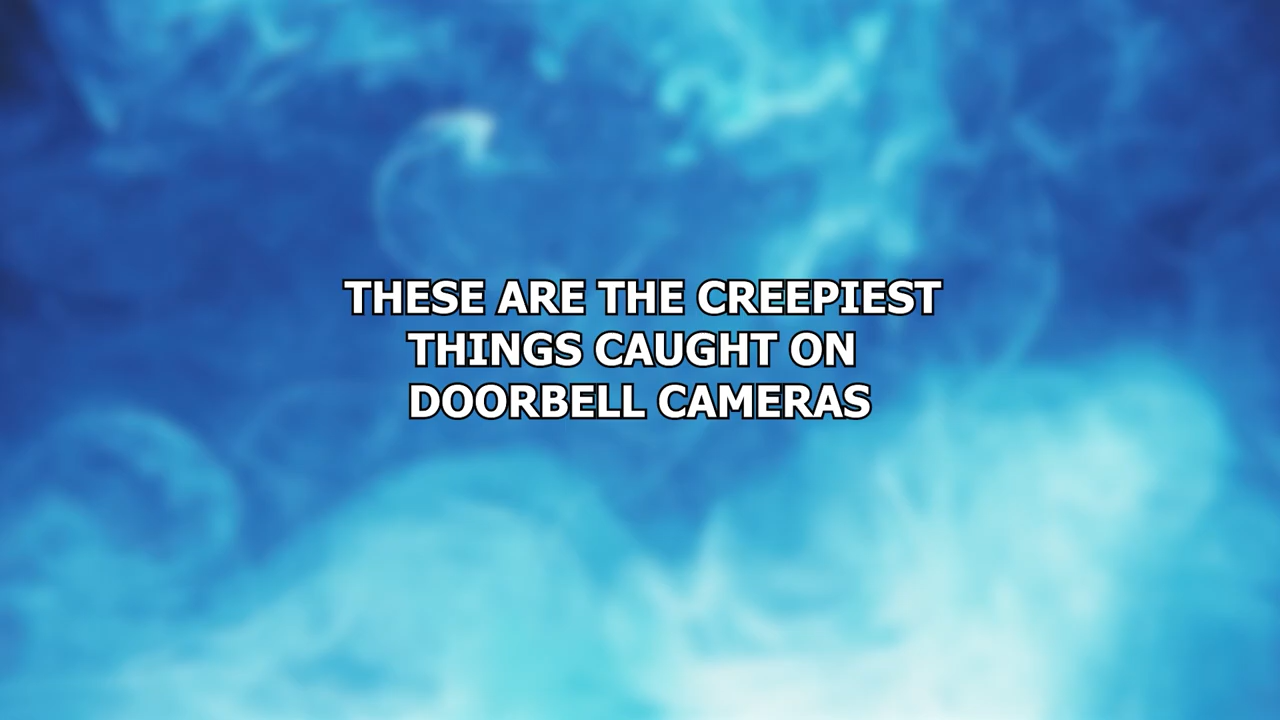 THESE ARE THE CREEPIEST
THINGS CAUGHT ON
DOORBELL CAMERAS